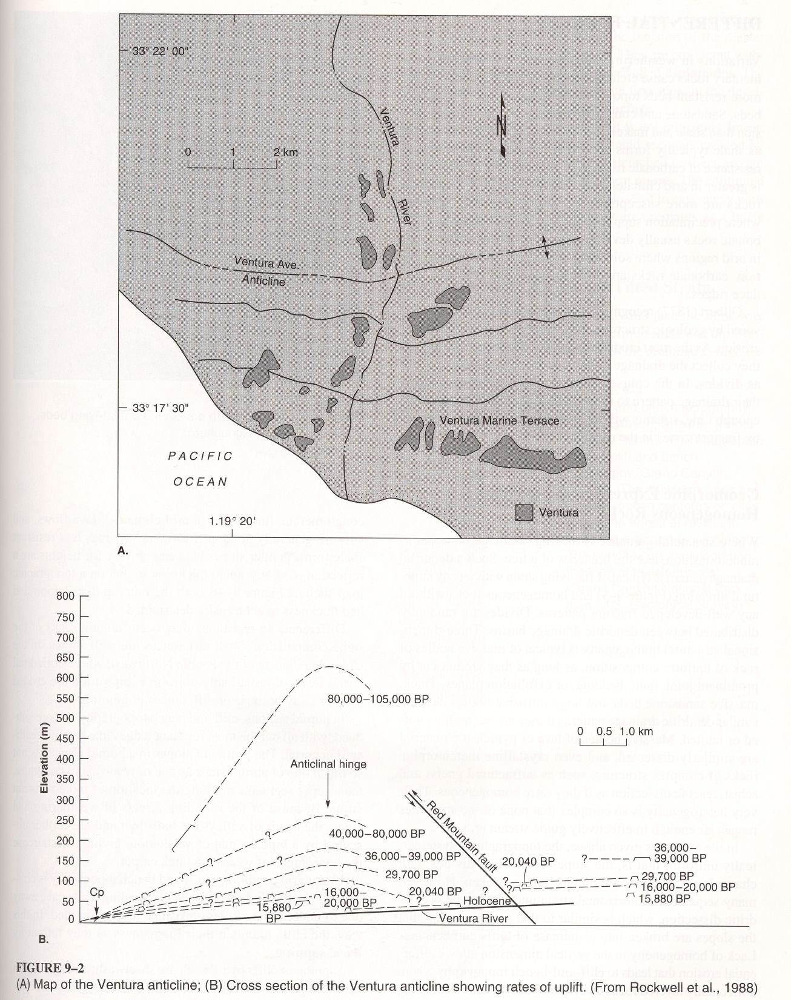 33° 22' 00"
N
Ventura
0 1 2 km
River
Ventura Ave.
Anticline
33° 17' 30"
Ventura Marine Terrace
PACIFIC
OCEAN
Ventura
1.19° 20'
A.
800
750
700
650
600
550
500
450
400
350
300
250
200
150
100
50
0
Elevation (m)
80,000–105,000 BP
0 0.5 1.0 km
Anticlinal hinge
Red Mountain fault
40,000–80,000 BP
?
36,000–39,000 BP
?
?
20,040 BP
?
36,000–
39,000 BP
29,700 BP
?
29,700 BP
?
16,000–20,000 BP
Cp
16,000–
20,000 BP
20,040 BP
?
?
15,880 BP
?
?
15,880
BP
Holocene
Ventura River
B.
FIGURE 9–2
(A) Map of the Ventura anticline; (B) Cross section of the Ventura anticline showing rates of uplift. (From Rockwell et al., 1988)